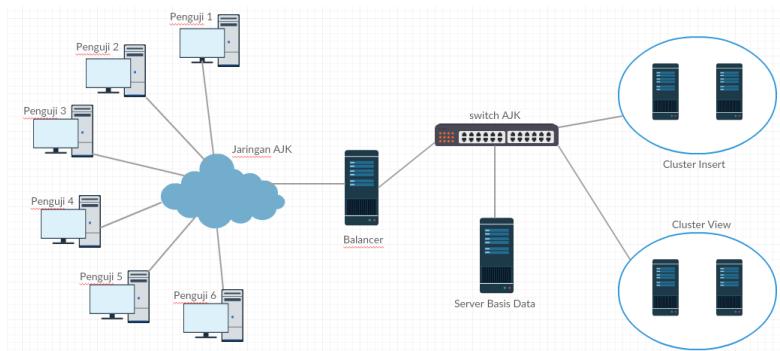 Penguji 1
Penguji 2
Penguji 3
Penguji 4
Penguji 5
Penguji 6
Jaringan AJK
Balancer
switch AJK
Server Basis Data
Cluster Insert
Cluster View